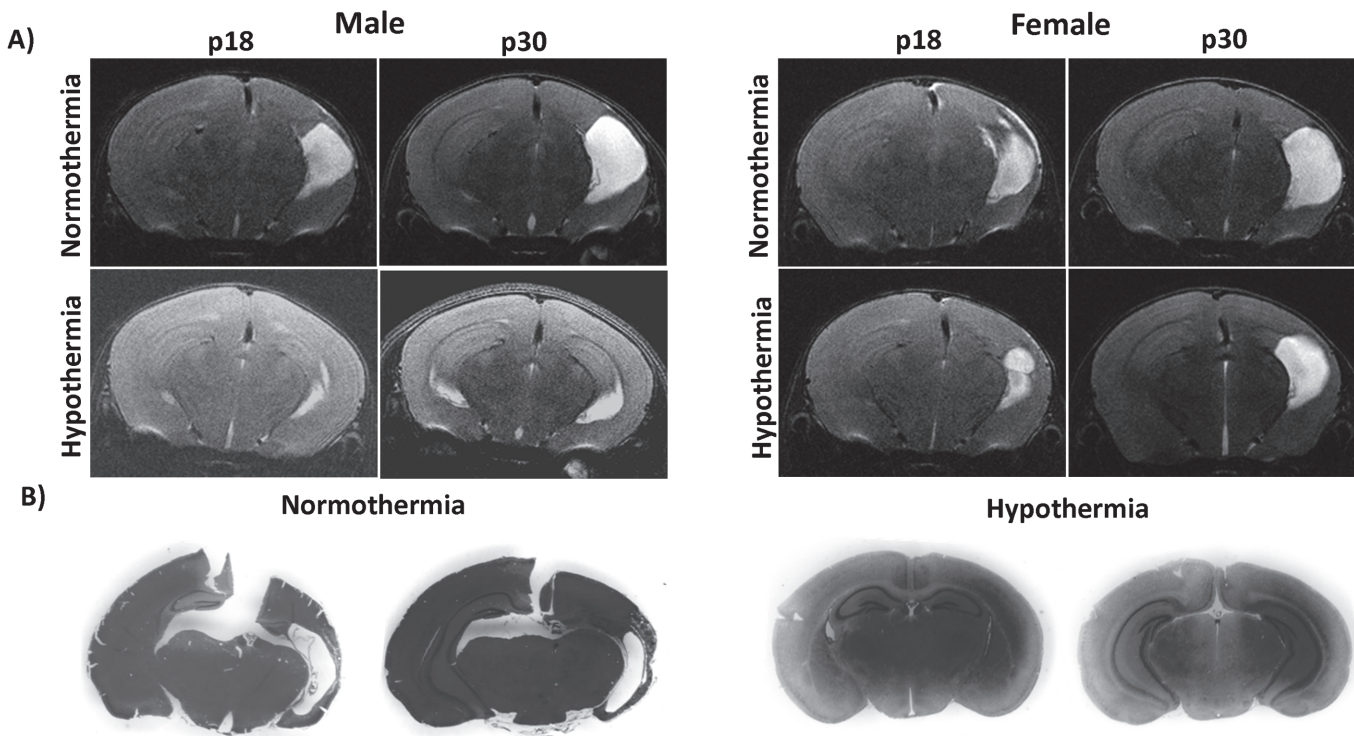 A)
Male
p18
p30
Female
p18
p30
Normothermia
Hypothermia
Normothermia
Hypothermia
B)
Normothermia
Hypothermia